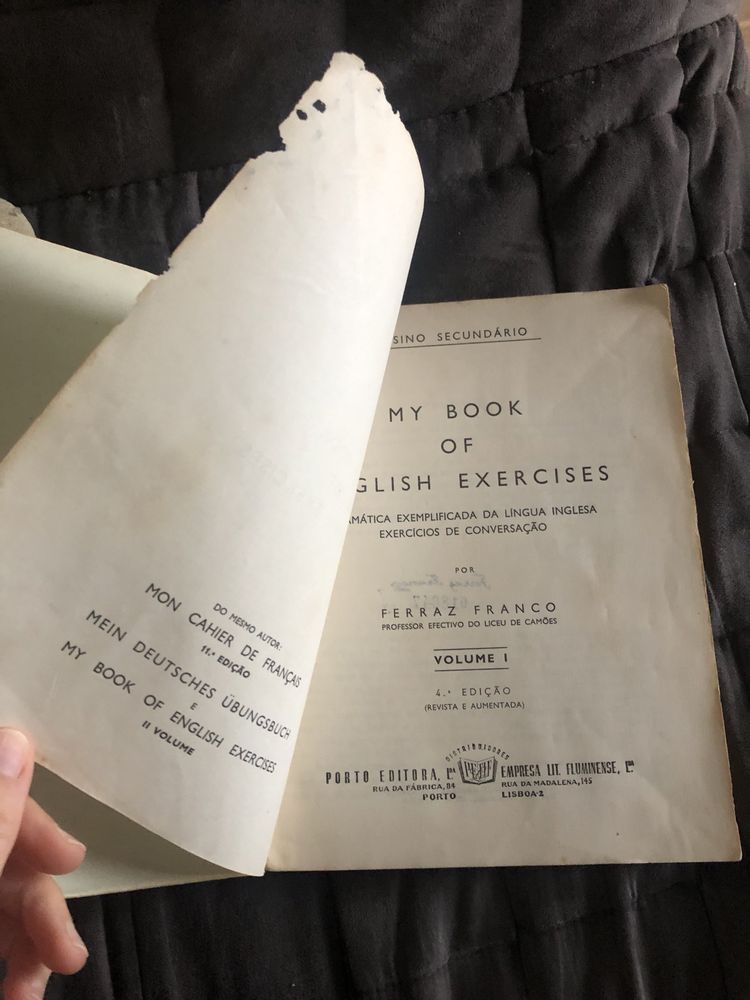 DO MESMO AUTOR:
MON CAHIER DE FRANÇAIS
11.ª EDIÇÃO
MEIN DEUTSCHES ÜBUNGSBUCH
E
MY BOOK OF ENGLISH EXERCISES
II VOLUME
SINO SECUNDÁRIO
MY BOOK
OF
GLISH EXERCISES
MÁTICA EXEMPLIFICADA DA LÍNGUA INGLESA
EXERCÍCIOS DE CONVERSAÇÃO
POR
FERRAZ FRANCO
PROFESSOR EFECTIVO DO LICEU DE CAMÕES
VOLUME I
4.ª EDIÇÃO
(REVISTA E AUMENTADA)
DISTRIBUIDORES
PORTO EDITORA, L.DA EMPRESA LIT. FLUMINENSE, L.DA
RUA DA FÁBRICA, 84 RUA DA MADALENA, 145
PORTO LISBOA-2